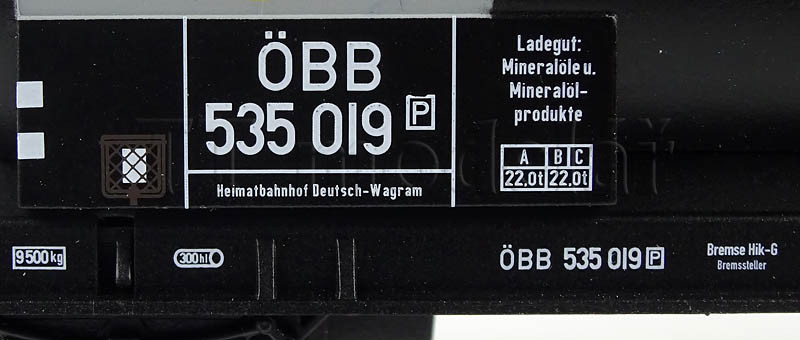 ÖBB
535 019 P
Heimatbahnhof Deutsch-Wagram
Ladegut:
Mineralöle u.
Mineralöl-
produkte
A B C
22.0t 22.0t
9500kg
300hl
ÖBB 535 019 P
Bremse Hik-G
Bremssteller